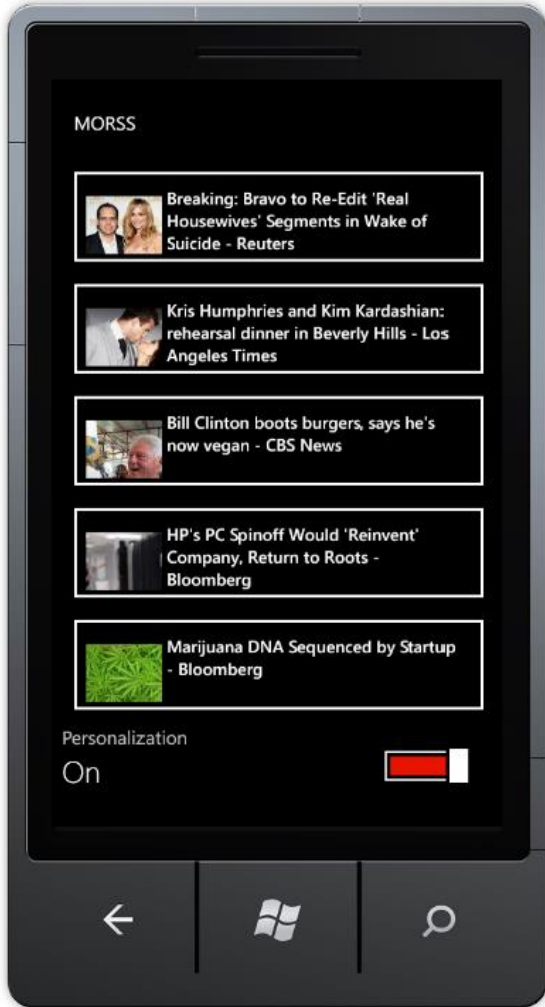 MORSS
Breaking: Bravo to Re-Edit 'Real
Housewives' Segments in Wake of
Suicide - Reuters
Kris Humphries and Kim Kardashian:
rehearsal dinner in Beverly Hills - Los
Angeles Times
Bill Clinton boots burgers, says he's
now vegan - CBS News
HP's PC Spinoff Would 'Reinvent'
Company, Return to Roots -
Bloomberg
Marijuana DNA Sequenced by Startup
- Bloomberg
Personalization
On